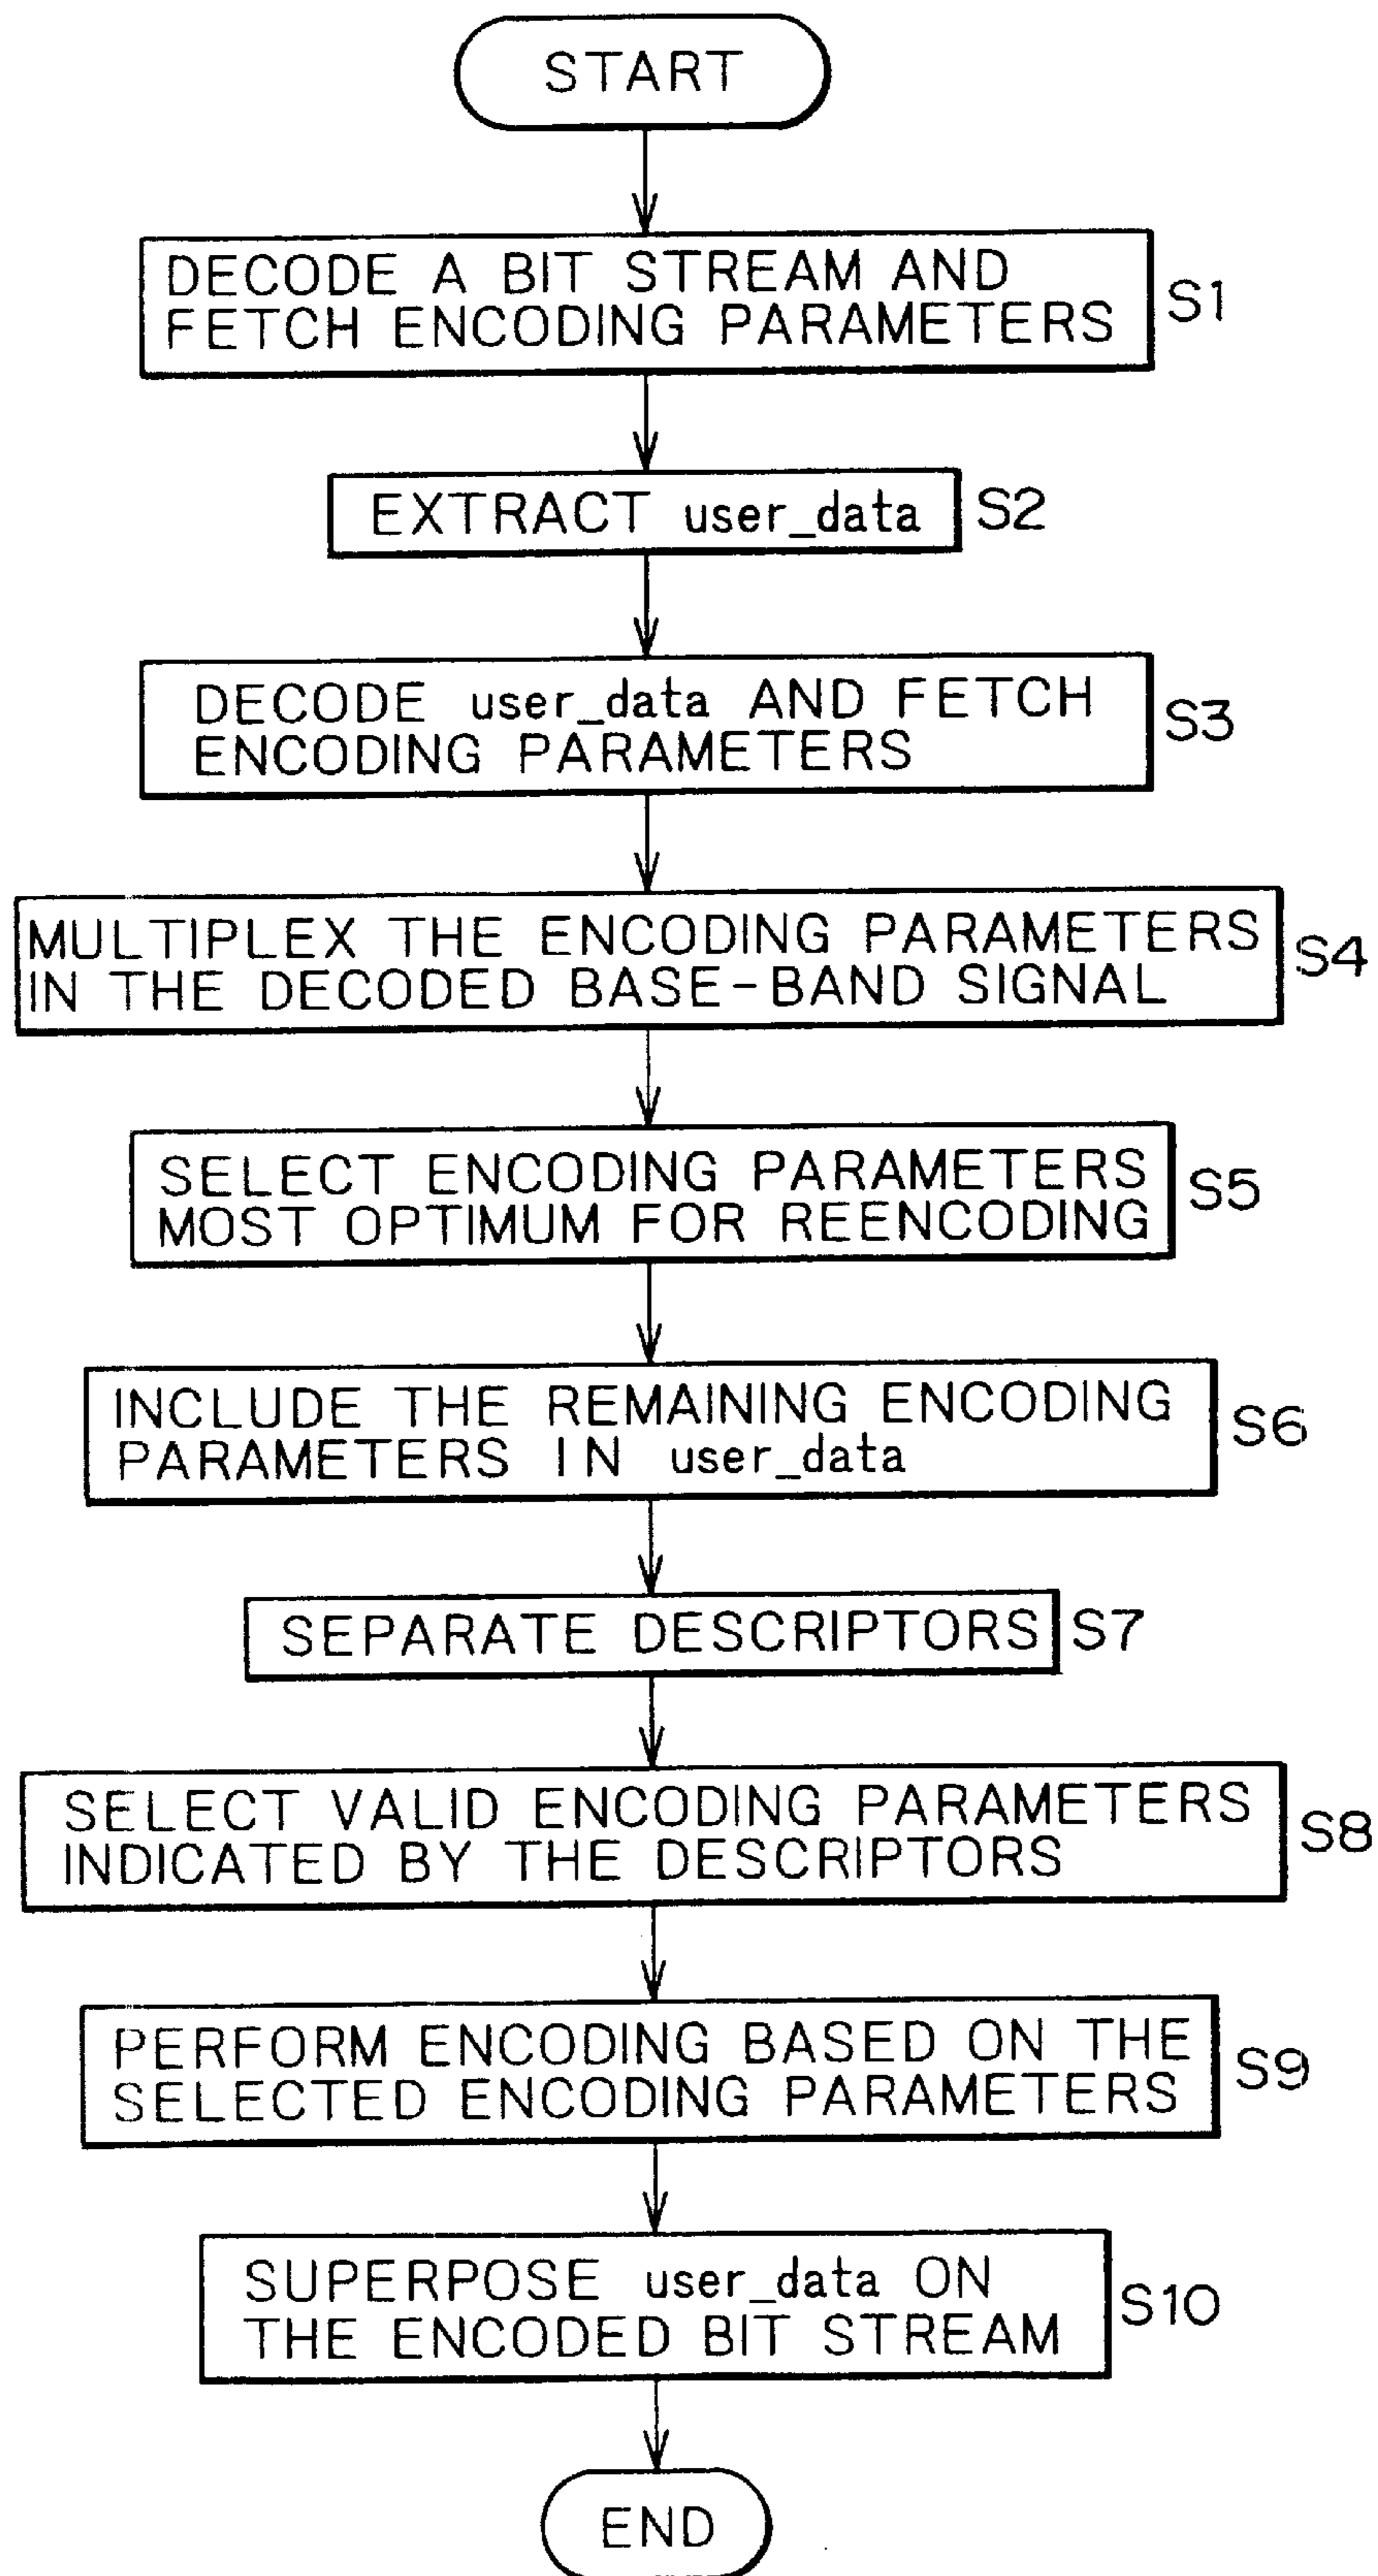 START
DECODE A BIT STREAM AND
FETCH ENCODING PARAMETERS
S1
EXTRACT user_data
S2
DECODE user_data AND FETCH
ENCODING PARAMETERS
S3
MULTIPLEX THE ENCODING PARAMETERS
IN THE DECODED BASE-BAND SIGNAL
S4
SELECT ENCODING PARAMETERS
MOST OPTIMUM FOR REENCODING
S5
INCLUDE THE REMAINING ENCODING
PARAMETERS IN user_data
S6
SEPARATE DESCRIPTORS
S7
SELECT VALID ENCODING PARAMETERS
INDICATED BY THE DESCRIPTORS
S8
PERFORM ENCODING BASED ON THE
SELECTED ENCODING PARAMETERS
S9
SUPERPOSE user_data ON
THE ENCODED BIT STREAM
S10
END